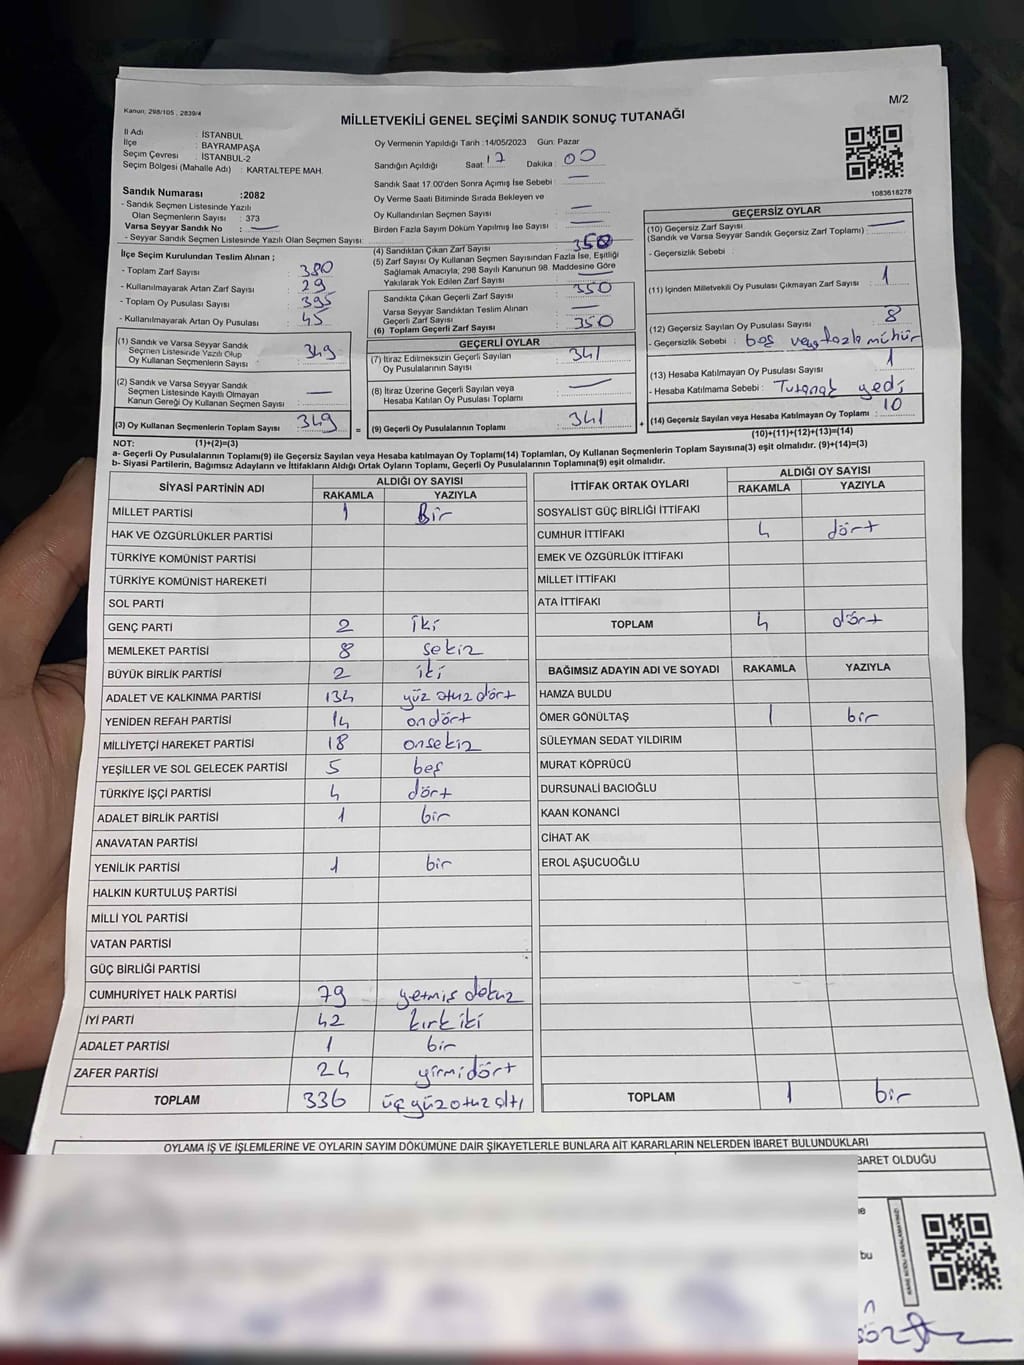 Kanun: 298/105 , 2839/4
M/2
MİLLETVEKİLİ GENEL SEÇİMİ SANDIK SONUÇ TUTANAĞI
İl Adı : İSTANBUL
İlçe : BAYRAMPAŞA
Seçim Çevresi : İSTANBUL-2
Seçim Bölgesi (Mahalle Adı) : KARTALTEPE MAH.
Oy Vermenin Yapıldığı Tarih :14/05/2023 Gün: Pazar
Sandığın Açıldığı Saat: 17 Dakika : 00
Sandık Saat 17.00'den Sonra Açımış İse Sebebi : —
Oy Verme Saati Bitiminde Sırada Bekleyen ve
Oy Kullandırılan Seçmen Sayısı : —
Birden Fazla Sayım Döküm Yapılmış İse Sayısı : —
1083618278
Sandık Numarası :2082
- Sandık Seçmen Listesinde Yazılı
Olan Seçmenlerin Sayısı : 373
Varsa Seyyar Sandık No : —
- Seyyar Sandık Seçmen Listesinde Yazılı Olan Seçmen Sayısı:
İlçe Seçim Kurulundan Teslim Alınan ;
- Toplam Zarf Sayısı : 380
- Kullanılmayarak Artan Zarf Sayısı : 29
- Toplam Oy Pusulası Sayısı : 395
- Kullanılmayarak Artan Oy Pusulası : 45
(1) Sandık ve Varsa Seyyar Sandık
Seçmen Listesinde Yazılı Olup
Oy Kullanan Seçmenlerin Sayısı : 349
(2) Sandık ve Varsa Seyyar Sandık
Seçmen Listesinde Kayıtlı Olmayan
Kanun Gereği Oy Kullanan Seçmen Sayısı : —
(3) Oy Kullanan Seçmenlerin Toplam Sayısı : 349
(4) Sandıktan Çıkan Zarf Sayısı : 350
(5) Zarf Sayısı Oy Kullanan Seçmen Sayısından Fazla İse, Eşitliği
Sağlamak Amacıyla; 298 Sayılı Kanunun 98. Maddesine Göre
Yakılarak Yok Edilen Zarf Sayısı : —
Sandıkta Çıkan Geçerli Zarf Sayısı : 350
Varsa Seyyar Sandıktan Teslim Alınan
Geçerli Zarf Sayısı : —
(6) Toplam Geçerli Zarf Sayısı : 350
GEÇERLİ OYLAR
(7) İtiraz Edilmeksizin Geçerli Sayılan
Oy Pusulalarının Sayısı : 341
(8) İtiraz Üzerine Geçerli Sayılan veya
Hesaba Katılan Oy Pusulası Toplamı : —
= (9) Geçerli Oy Pusulalarının Toplamı : 341 +
GEÇERSİZ OYLAR
(10) Geçersiz Zarf Sayısı
(Sandık ve Varsa Seyyar Sandık Geçersiz Zarf Toplamı) : —
- Geçersizlik Sebebi :
(11) İçinden Milletvekili Oy Pusulası Çıkmayan Zarf Sayısı : 1
(12) Geçersiz Sayılan Oy Pusulası Sayısı : 8
- Geçersizlik Sebebi : boş veya fazla mühür
(13) Hesaba Katılmayan Oy Pusulası Sayısı : 1
- Hesaba Katılmama Sebebi : Tutanak yedi
(14) Geçersiz Sayılan veya Hesaba Katılmayan Oy Toplamı : 10
NOT: (1)+(2)=(3) (10)+(11)+(12)+(13)=(14)
a- Geçerli Oy Pusulalarının Toplamı(9) ile Geçersiz Sayılan veya Hesaba katılmayan Oy Toplamı(14) Toplamları, Oy Kullanan Seçmenlerin Toplam Sayısına(3) eşit olmalıdır. (9)+(14)=(3)
b- Siyasi Partilerin, Bağımsız Adayların ve İttifakların Aldığı Ortak Oyların Toplamı, Geçerli Oy Pusulalarının Toplamına(9) eşit olmalıdır.
SİYASİ PARTİNİN ADI ALDIĞI OY SAYISI
RAKAMLA YAZIYLA
MİLLET PARTİSİ 1 Bir
HAK VE ÖZGÜRLÜKLER PARTİSİ
TÜRKİYE KOMÜNİST PARTİSİ
TÜRKİYE KOMÜNİST HAREKETİ
SOL PARTİ
GENÇ PARTİ 2 iki
MEMLEKET PARTİSİ 8 sekiz
BÜYÜK BİRLİK PARTİSİ 2 iki
ADALET VE KALKINMA PARTİSİ 134 yüz otuz dört
YENİDEN REFAH PARTİSİ 14 ondört
MİLLİYETÇİ HAREKET PARTİSİ 18 onsekiz
YEŞİLLER VE SOL GELECEK PARTİSİ 5 beş
TÜRKİYE İŞÇİ PARTİSİ 4 dört
ADALET BİRLİK PARTİSİ 1 bir
ANAVATAN PARTİSİ
YENİLİK PARTİSİ 1 bir
HALKIN KURTULUŞ PARTİSİ
MİLLİ YOL PARTİSİ
VATAN PARTİSİ
GÜÇ BİRLİĞİ PARTİSİ
CUMHURİYET HALK PARTİSİ 79 yetmiş dokuz
İYİ PARTİ 42 kırk iki
ADALET PARTİSİ 1 bir
ZAFER PARTİSİ 24 yirmi dört
TOPLAM 336 üç yüz otuz altı
İTTİFAK ORTAK OYLARI ALDIĞI OY SAYISI
RAKAMLA YAZIYLA
SOSYALİST GÜÇ BİRLİĞİ İTTİFAKI
CUMHUR İTTİFAKI 4 dört
EMEK VE ÖZGÜRLÜK İTTİFAKI
MİLLET İTTİFAKI
ATA İTTİFAKI
TOPLAM 4 dört
BAĞIMSIZ ADAYIN ADI VE SOYADI RAKAMLA YAZIYLA
HAMZA BULDU
ÖMER GÖNÜLTAŞ 1 bir
SÜLEYMAN SEDAT YILDIRIM
MURAT KÖPRÜCÜ
DURSUNALİ BACIOĞLU
KAAN KONANCİ
CİHAT AK
EROL AŞUCUOĞLU
TOPLAM 1 bir
OYLAMA İŞ VE İŞLEMLERİNE VE OYLARIN SAYIM DÖKÜMÜNE DAİR ŞİKAYETLERLE BUNLARA AİT KARARLARIN NELERDEN İBARET BULUNDUKLARI
BARET OLDUĞU
bu